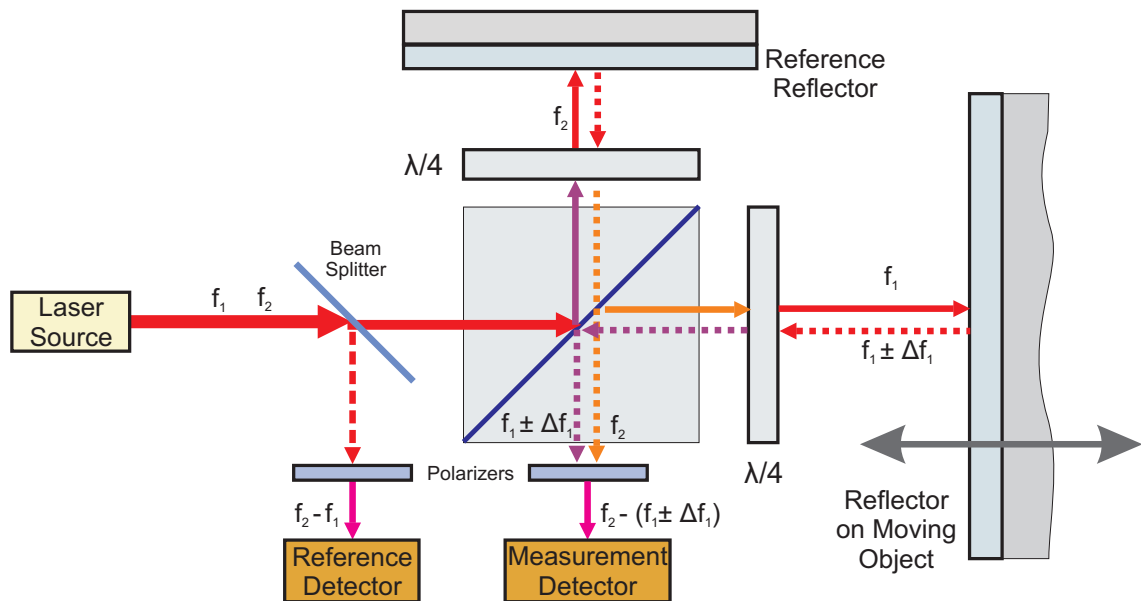 Reference
Reflector
f₂
λ/4
Beam
Splitter
f₁ f₂
Laser
Source
f₁
f₁ ± Δf₁
f₁ ± Δf₁
f₂
λ/4
Polarizers
f₂ - f₁
f₂ - (f₁ ± Δf₁)
Reference
Detector
Measurement
Detector
Reflector
on Moving
Object